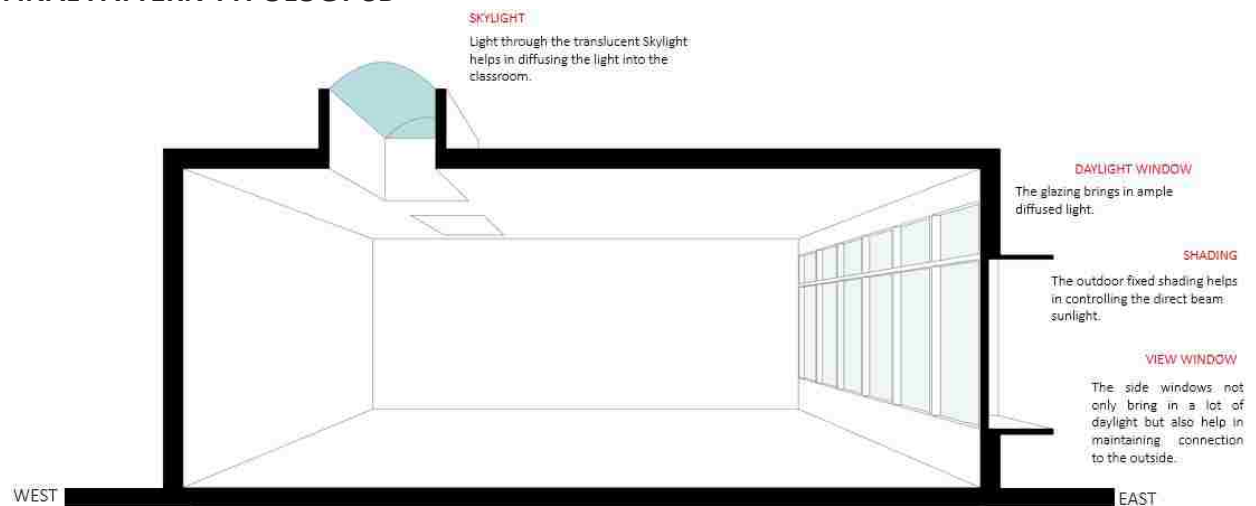 SKYLIGHT
Light through the translucent Skylight
helps in diffusing the light into the
classroom.
DAYLIGHT WINDOW
The glazing brings in ample
diffused light.
SHADING
The outdoor fixed shading helps
in controlling the direct beam
sunlight.
VIEW WINDOW
The side windows not
only bring in a lot of
daylight but also help in
maintaining connection
to the outside.
WEST
EAST